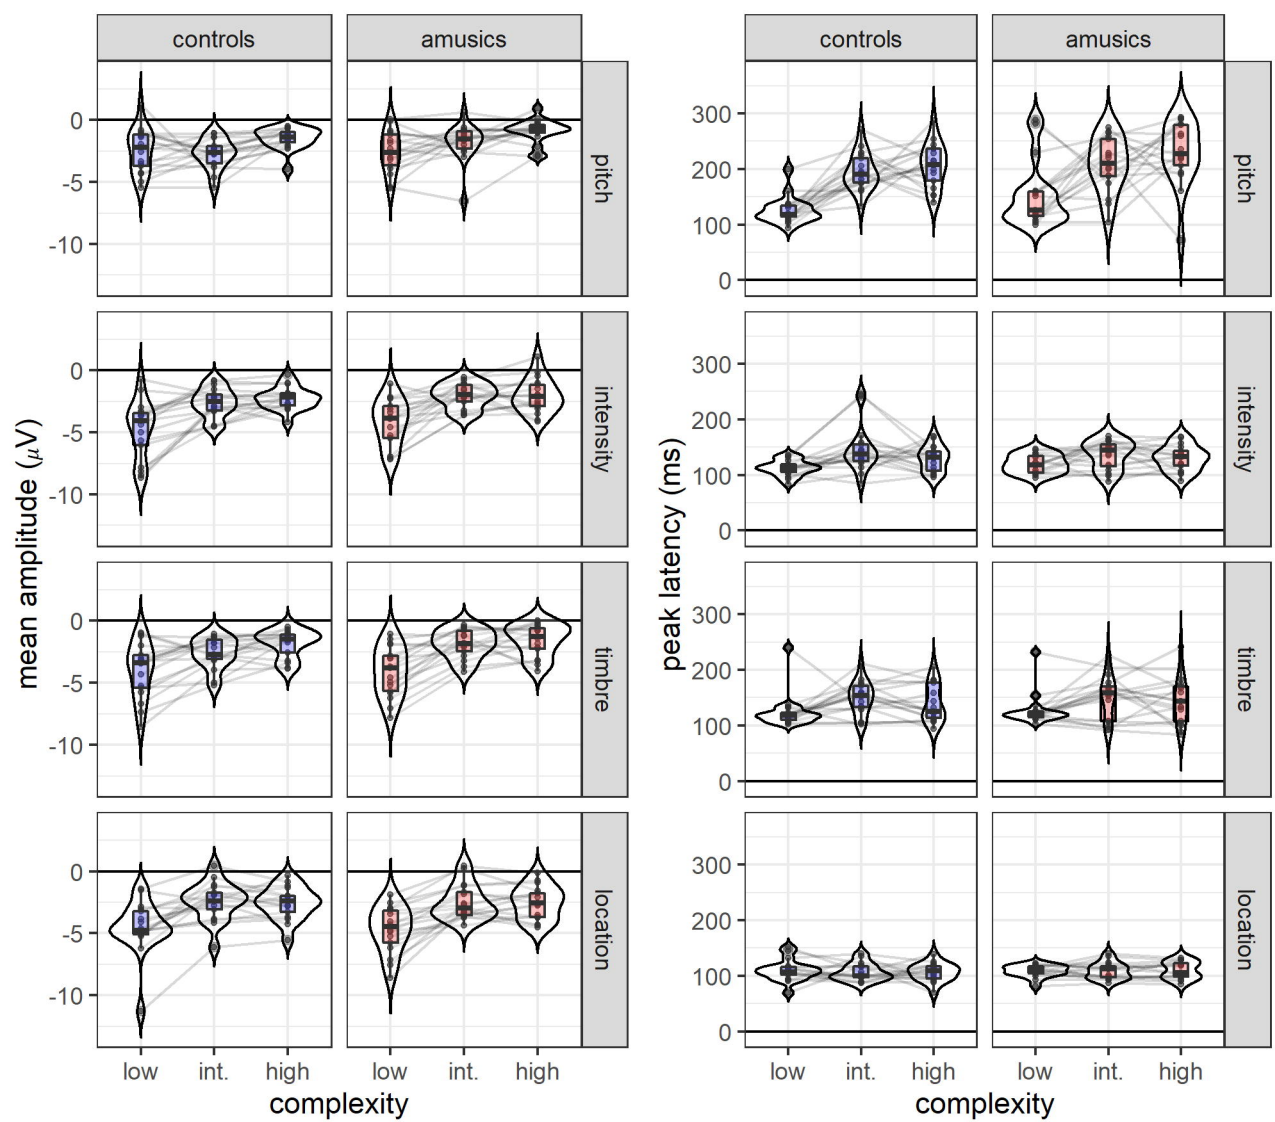 controls amusics
0
-5
-10
pitch
0
-5
-10
intensity
0
-5
-10
timbre
0
-5
-10
location
low int. high low int. high
complexity
mean amplitude (μV)
controls amusics
300
200
100
0
pitch
300
200
100
0
intensity
300
200
100
0
timbre
300
200
100
0
location
low int. high low int. high
complexity
peak latency (ms)